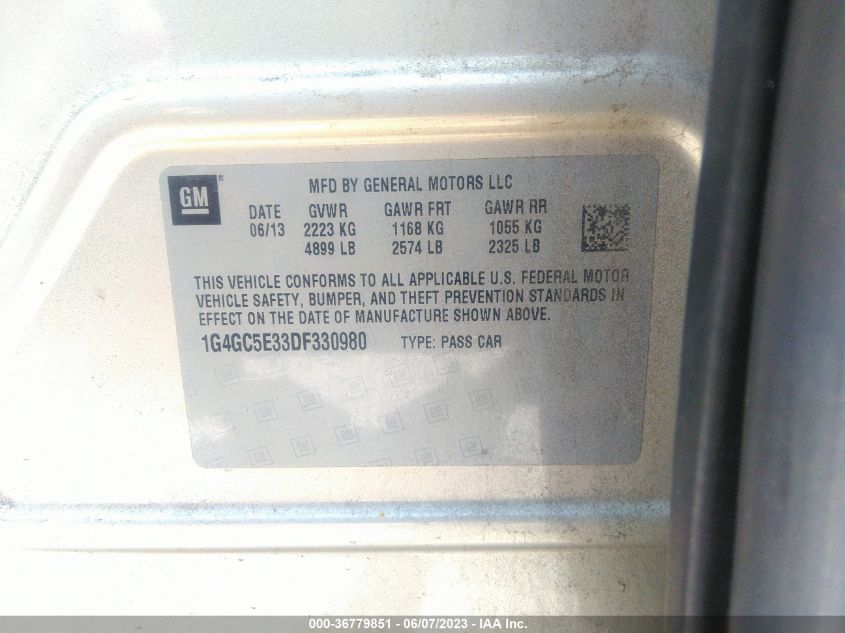 GM ®
MFD BY GENERAL MOTORS LLC
DATE GVWR GAWR FRT GAWR RR
06/13 2223 KG 1168 KG 1055 KG
4899 LB 2574 LB 2325 LB
THIS VEHICLE CONFORMS TO ALL APPLICABLE U.S. FEDERAL MOTOR
VEHICLE SAFETY, BUMPER, AND THEFT PREVENTION STANDARDS IN
EFFECT ON THE DATE OF MANUFACTURE SHOWN ABOVE.
1G4GC5E33DF330980 TYPE: PASS CAR
000-36779851 - 06/07/2023 - Copyright © IAA Inc.